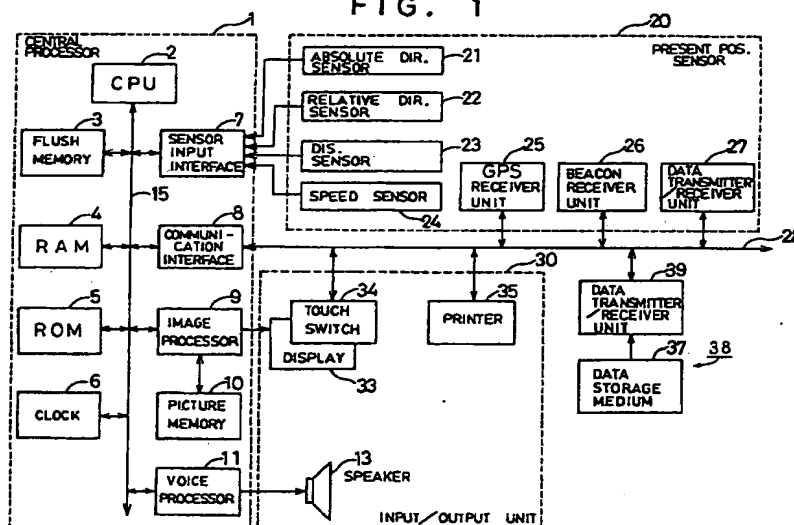 FIG. 1
1
CENTRAL
PROCESSOR
2
CPU
3
FLUSH
MEMORY
7
SENSOR
INPUT
INTERFACE
15
4
RAM
8
COMMUNI-
CATION
INTERFACE
5
ROM
9
IMAGE
PROCESSOR
6
CLOCK
10
PICTURE
MEMORY
11
VOICE
PROCESSOR
20
PRESENT POS.
SENSOR
ABSOLUTE DIR.
SENSOR
21
RELATIVE DIR.
SENSOR
22
DIS.
SENSOR
23
SPEED SENSOR
24
25
GPS
RECEIVER
UNIT
26
BEACON
RECEIVER
UNIT
27
DATA
TRANSMITTER
/RECEIVER
UNIT
28
30
34
TOUCH
SWITCH
DISPLAY
33
35
PRINTER
39
DATA
TRANSMITTER
/RECEIVER
UNIT
37
DATA
STORAGE
MEDIUM
38
13
SPEAKER
INPUT/OUTPUT UNIT